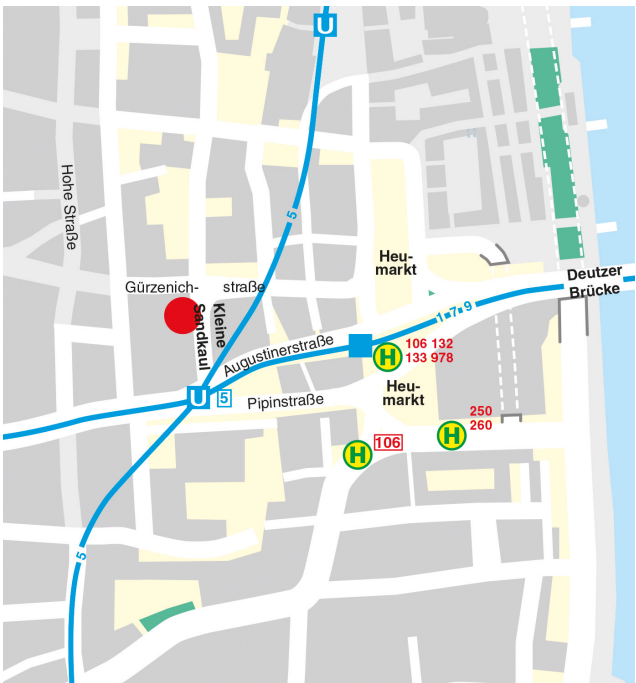 U
5
Hohe Straße
Heu-
markt
Deutzer
Brücke
Gürzenich-
straße
Kleine
Sandkaul
1 7 9
Augustinerstraße
H
106 132
133 978
Heu-
markt
U
5
Pipinstraße
250
260
H
106
H
5